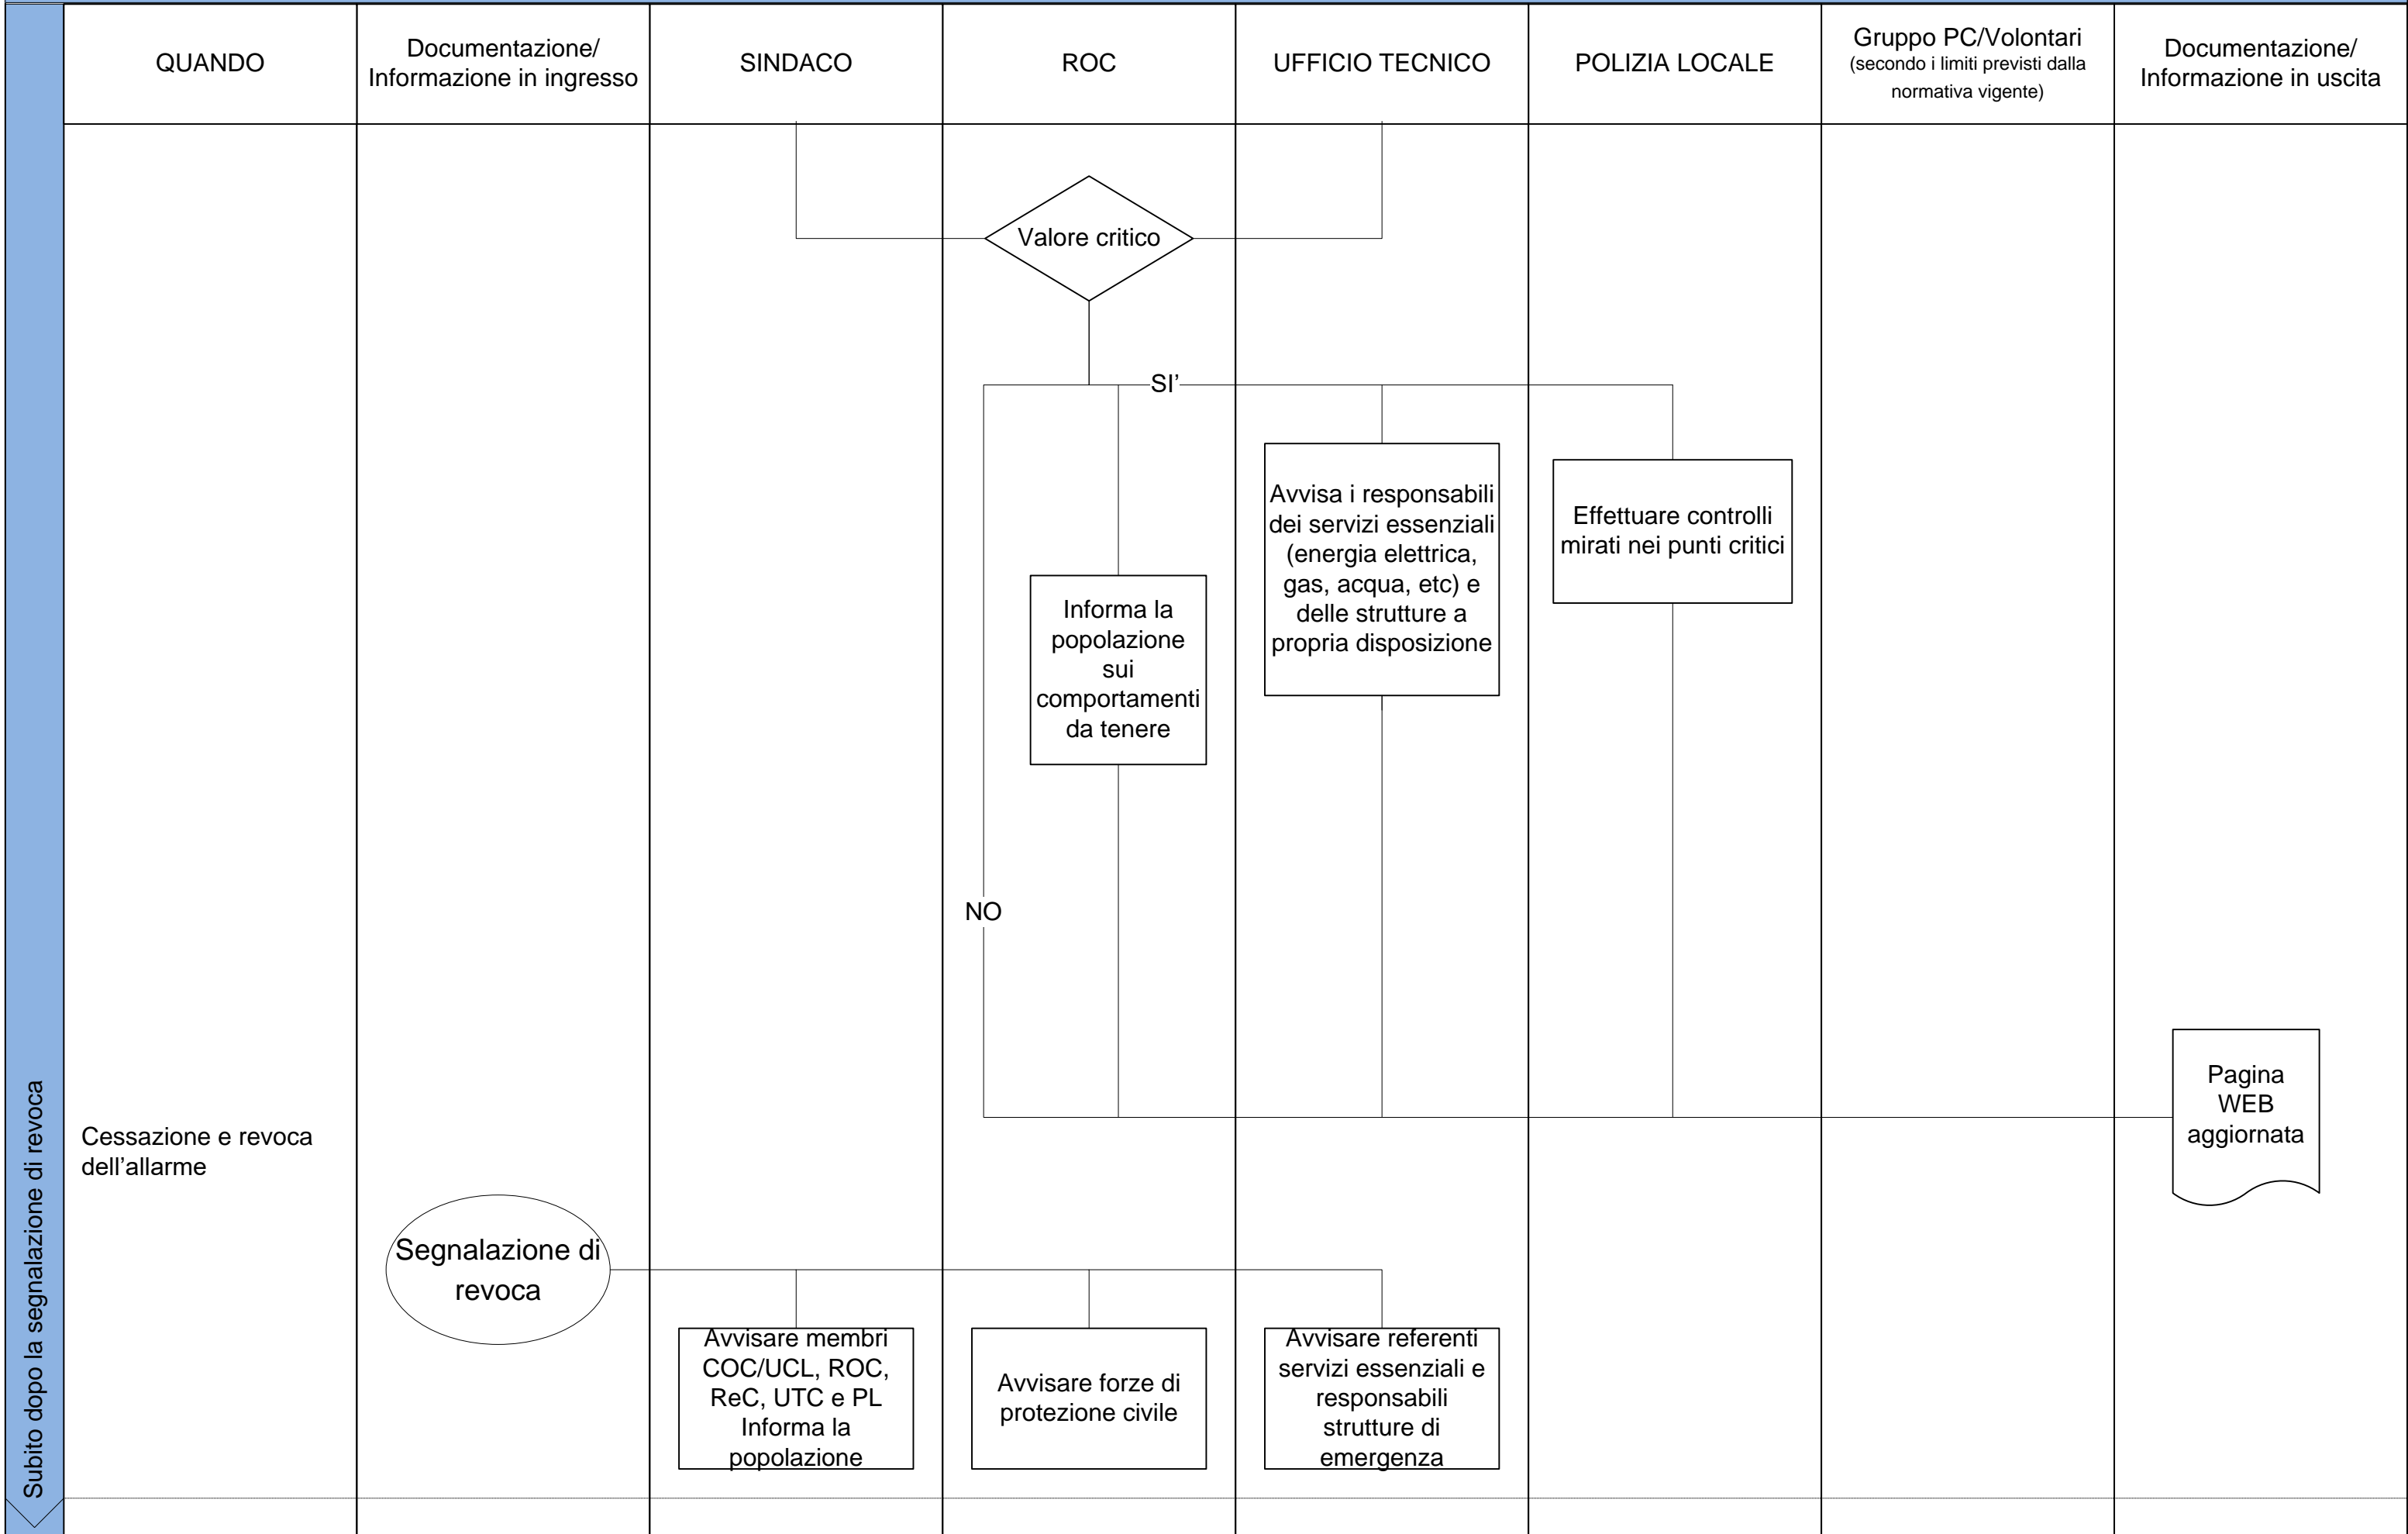 QUANDO
Documentazione/
Informazione in ingresso
SINDACO
ROC
UFFICIO TECNICO
POLIZIA LOCALE
Gruppo PC/Volontari
(secondo i limiti previsti dalla
normativa vigente)
Documentazione/
Informazione in uscita
Valore critico
SI’
Avvisa i responsabili
dei servizi essenziali
(energia elettrica,
gas, acqua, etc) e
delle strutture a
propria disposizione
Effettuare controlli
mirati nei punti critici
Informa la
popolazione
sui
comportamenti
da tenere
NO
Pagina
WEB
aggiornata
Subito dopo la segnalazione di revoca
Cessazione e revoca
dell’allarme
Segnalazione di
revoca
Avvisare membri
COC/UCL, ROC,
ReC, UTC e PL
Informa la
popolazione
Avvisare forze di
protezione civile
Avvisare referenti
servizi essenziali e
responsabili
strutture di
emergenza